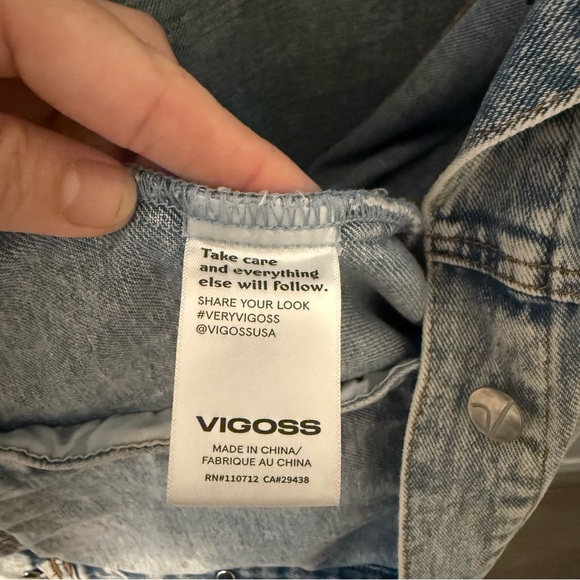 Take care
and everything
else will follow.
SHARE YOUR LOOK
#VERYVIGOSS
@VIGOSSUSA
VIGOSS
MADE IN CHINA/
FABRIQUE AU CHINA
RN#110712 CA#29438